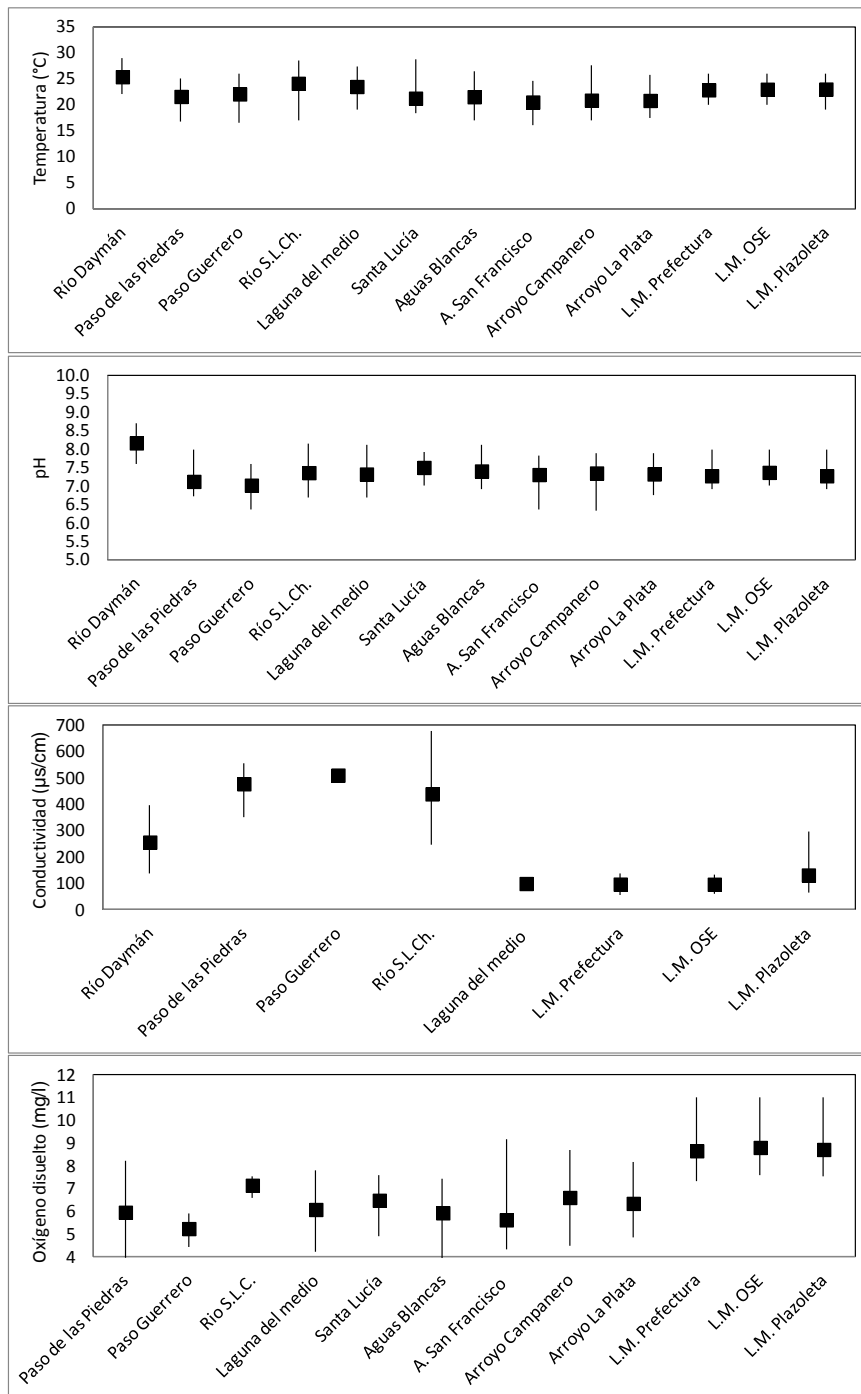 Temperatura (°C)
35
30
25
20
15
10
5
0
Río Daymán
Paso de las Piedras
Paso Guerrero
Río S.L.Ch.
Laguna del medio
Santa Lucía
Aguas Blancas
A. San Francisco
Arroyo Campanero
Arroyo La Plata
L.M. Prefectura
L.M. OSE
L.M. Plazoleta
pH
10.0
9.5
9.0
8.5
8.0
7.5
7.0
6.5
6.0
5.5
5.0
Río Daymán
Paso de las Piedras
Paso Guerrero
Río S.L.Ch.
Laguna del medio
Santa Lucía
Aguas Blancas
A. San Francisco
Arroyo Campanero
Arroyo La Plata
L.M. Prefectura
L.M. OSE
L.M. Plazoleta
Conductividad (µs/cm)
700
600
500
400
300
200
100
0
Río Daymán
Paso de las Piedras
Paso Guerrero
Río S.L.Ch.
Laguna del medio
L.M. Prefectura
L.M. OSE
L.M. Plazoleta
Oxígeno disuelto (mg/l)
12
11
10
9
8
7
6
5
4
Paso de las Piedras
Paso Guerrero
Río S.L.C.
Laguna del medio
Santa Lucía
Aguas Blancas
A. San Francisco
Arroyo Campanero
Arroyo La Plata
L.M. Prefectura
L.M. OSE
L.M. Plazoleta